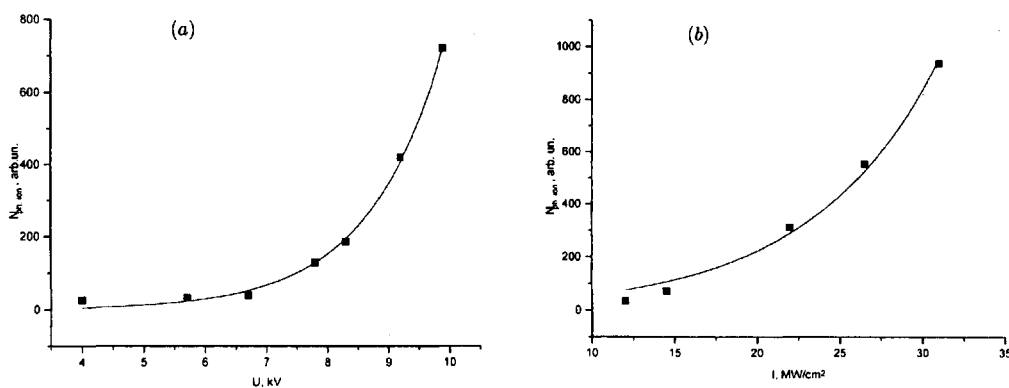 (a)
800
600
400
200
0
N_ph. ion, arb.un.
4 5 6 7 8 9 10
U, kV
(b)
1000
800
600
400
200
0
N_ph. ion, arb. un.
10 15 20 25 30 35
I, MW/cm²